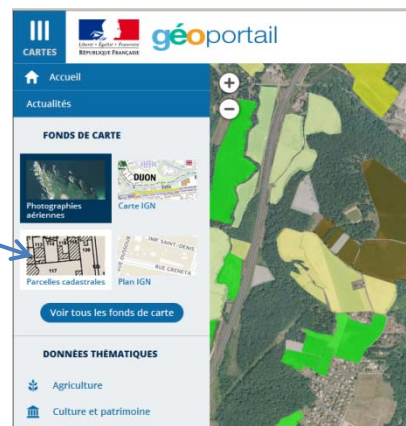 CARTES
Liberté • Égalité • Fraternité
RÉPUBLIQUE FRANÇAISE
géoportail
Accueil
Actualités
FONDS DE CARTE
DIJON
Photographies
aériennes
Carte IGN
117
IMP. SAINT-DENIS
RUE GRENETA
Parcelles cadastrales
Plan IGN
Voir tous les fonds de carte
DONNÉES THÉMATIQUES
Agriculture
Culture et patrimoine